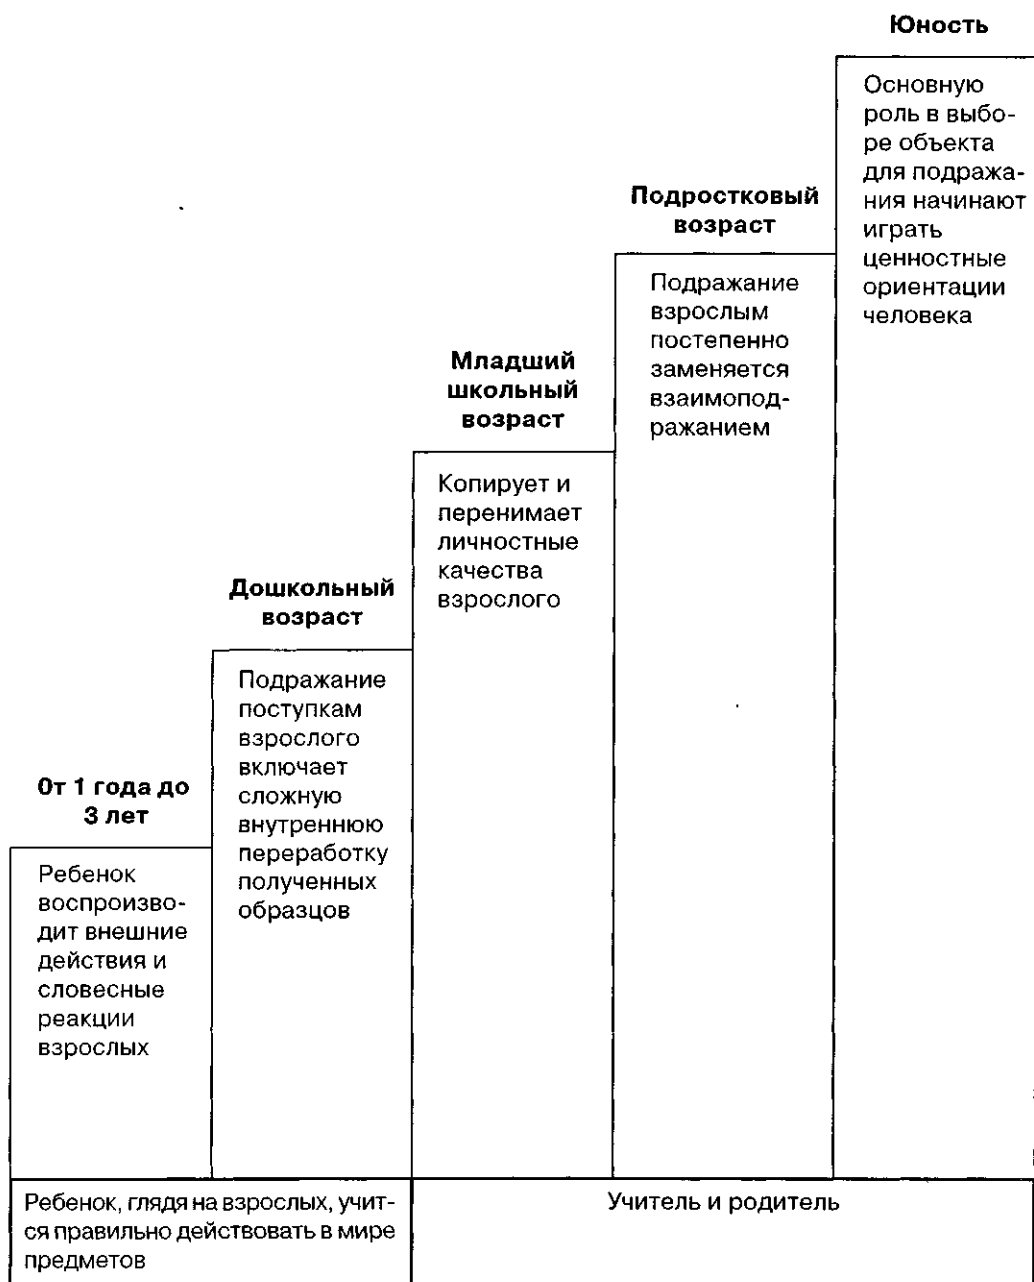 Юность
Основную
роль в выбо-
ре объекта
для подража-
ния начинают
играть
ценностные
ориентации
человека
Подростковый
возраст
Подражание
взрослым
постепенно
заменяется
взаимопод-
ражанием
Младший
школьный
возраст
Копирует и
перенимает
личностные
качества
взрослого
Дошкольный
возраст
Подражание
поступкам
взрослого
включает
сложную
внутреннюю
переработку
полученных
образцов
От 1 года до
3 лет
Ребенок
воспроизво-
дит внешние
действия и
словесные
реакции
взрослых
Ребенок, глядя на взрослых, учит-
ся правильно действовать в мире
предметов
Учитель и родитель